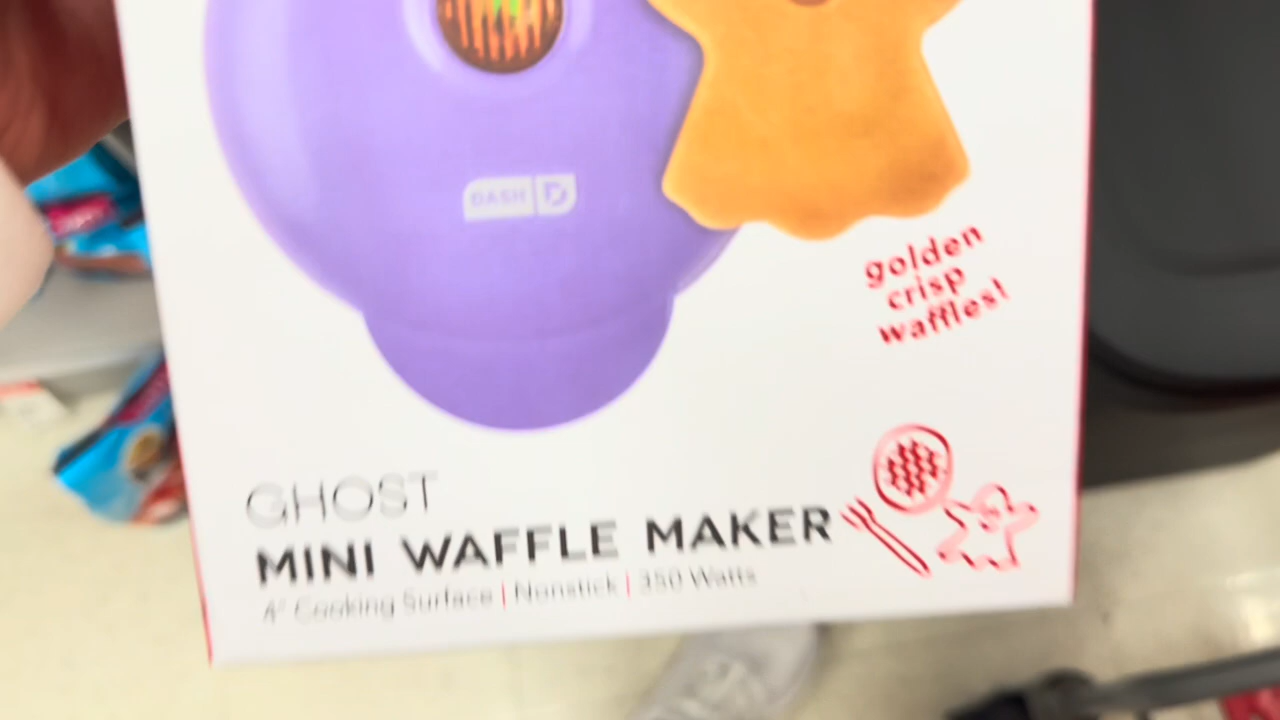 DASH
golden
crisp
waffles!
GHOST
MINI WAFFLE MAKER
4" Cooking Surface | Nonstick | 350 Watts